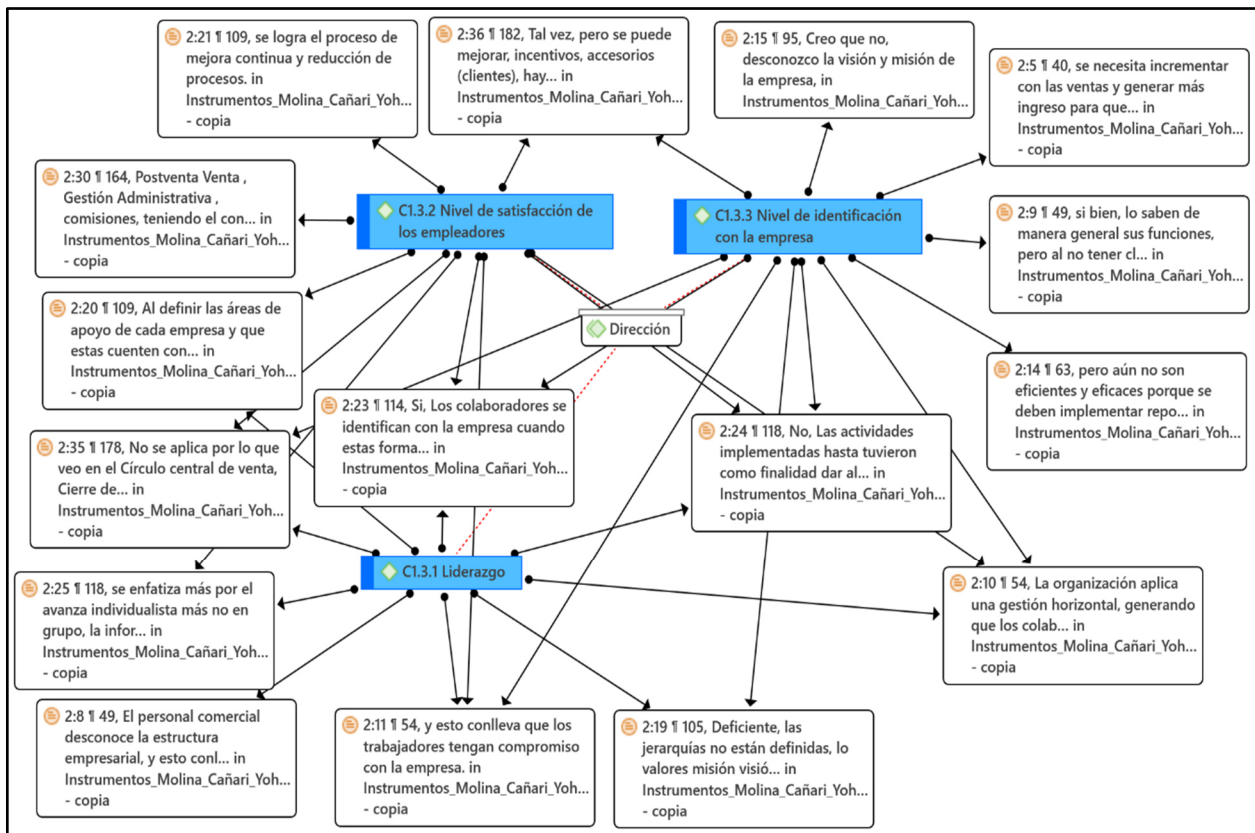 2:21 ¶ 109, se logra el proceso de
mejora continua y reducción de
procesos. in
Instrumentos_Molina_Cañari_Yoh...
- copia
2:36 ¶ 182, Tal vez, pero se puede
mejorar, incentivos, accesorios
(clientes), hay... in
Instrumentos_Molina_Cañari_Yoh...
- copia
2:15 ¶ 95, Creo que no,
desconozco la visión y misión de
la empresa, in
Instrumentos_Molina_Cañari_Yoh...
- copia
2:5 ¶ 40, se necesita incrementar
con las ventas y generar más
ingreso para que... in
Instrumentos_Molina_Cañari_Yoh...
- copia
2:30 ¶ 164, Postventa Venta ,
Gestión Administrativa ,
comisiones, teniendo el con... in
Instrumentos_Molina_Cañari_Yoh...
- copia
C1.3.2 Nivel de satisfacción de
los empleadores
C1.3.3 Nivel de identificación
con la empresa
2:9 ¶ 49, si bien, lo saben de
manera general sus funciones,
pero al no tener cl... in
Instrumentos_Molina_Cañari_Yoh...
- copia
2:20 ¶ 109, Al definir las áreas de
apoyo de cada empresa y que
estas cuenten con... in
Instrumentos_Molina_Cañari_Yoh...
- copia
Dirección
2:14 ¶ 63, pero aún no son
eficientes y eficaces porque se
deben implementar repo... in
Instrumentos_Molina_Cañari_Yoh...
- copia
2:23 ¶ 114, Si, Los colaboradores se
identifican con la empresa cuando
estas forma... in
Instrumentos_Molina_Cañari_Yoh...
- copia
2:24 ¶ 118, No, Las actividades
implementadas hasta tuvieron
como finalidad dar al... in
Instrumentos_Molina_Cañari_Yoh...
- copia
2:35 ¶ 178, No se aplica por lo que
veo en el Círculo central de venta,
Cierre de... in
Instrumentos_Molina_Cañari_Yoh...
- copia
C1.3.1 Liderazgo
2:25 ¶ 118, se enfatiza más por el
avanza individualista más no en
grupo, la infor... in
Instrumentos_Molina_Cañari_Yoh...
- copia
2:10 ¶ 54, La organización aplica
una gestión horizontal, generando
que los colab... in
Instrumentos_Molina_Cañari_Yoh...
- copia
2:8 ¶ 49, El personal comercial
desconoce la estructura
empresarial, y esto conl... in
Instrumentos_Molina_Cañari_Yoh...
- copia
2:11 ¶ 54, y esto conlleva que los
trabajadores tengan compromiso
con la empresa. in
Instrumentos_Molina_Cañari_Yoh...
- copia
2:19 ¶ 105, Deficiente, las
jerarquías no están definidas, lo
valores misión visió... in
Instrumentos_Molina_Cañari_Yoh...
- copia